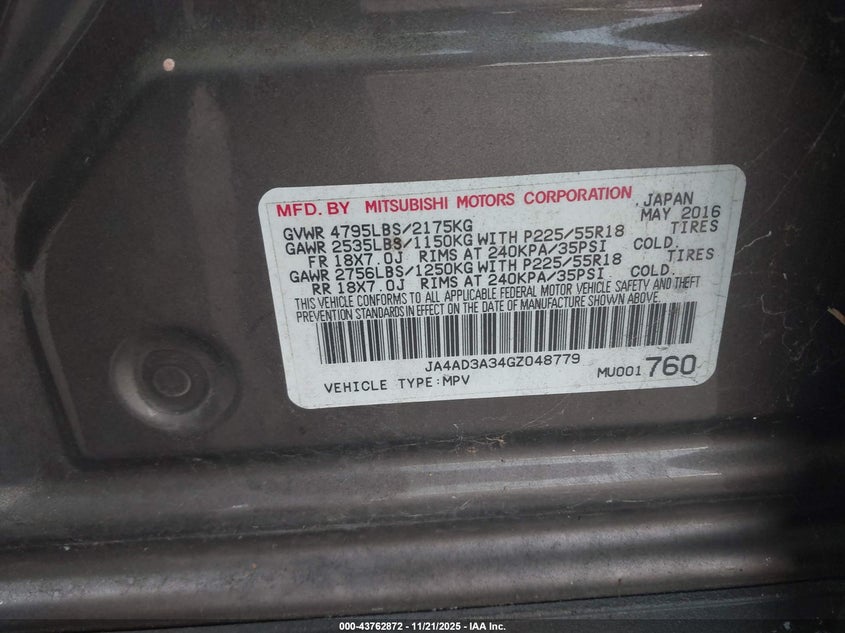 MFD. BY MITSUBISHI MOTORS CORPORATION JAPAN
MAY 2016
GVWR 4795LBS/2175KG
GAWR 2535LBS/1150KG WITH P225/55R18 TIRES
FR 18X7.0J RIMS AT 240KPA/35PSI COLD.
GAWR 2756LBS/1250KG WITH P225/55R18 TIRES
RR 18X7.0J RIMS AT 240KPA/35PSI COLD.
THIS VEHICLE CONFORMS TO ALL APPLICABLE FEDERAL MOTOR VEHICLE SAFETY AND THEFT
PREVENTION STANDARDS IN EFFECT ON THE DATE OF MANUFACTURE SHOWN ABOVE.
JA4AD3A34GZ048779
VEHICLE TYPE:MPV MU001 760
000-43762872 - 11/21/2025 - IAA Inc.